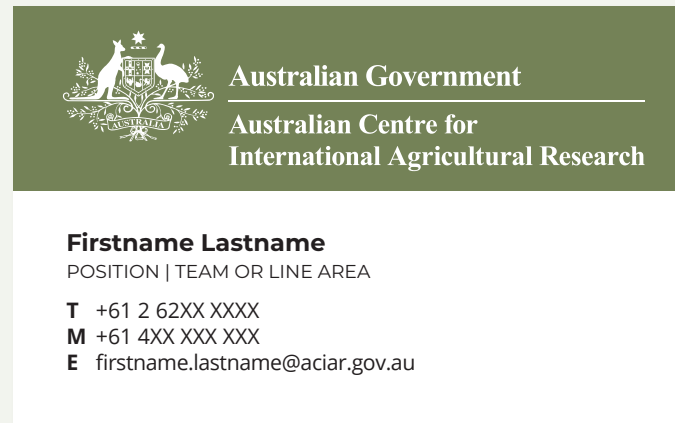 AUSTRALIA
Australian Government
Australian Centre for
International Agricultural Research
Firstname Lastname
POSITION | TEAM OR LINE AREA
T +61 2 62XX XXXX
M +61 4XX XXX XXX
E firstname.lastname@aciar.gov.au